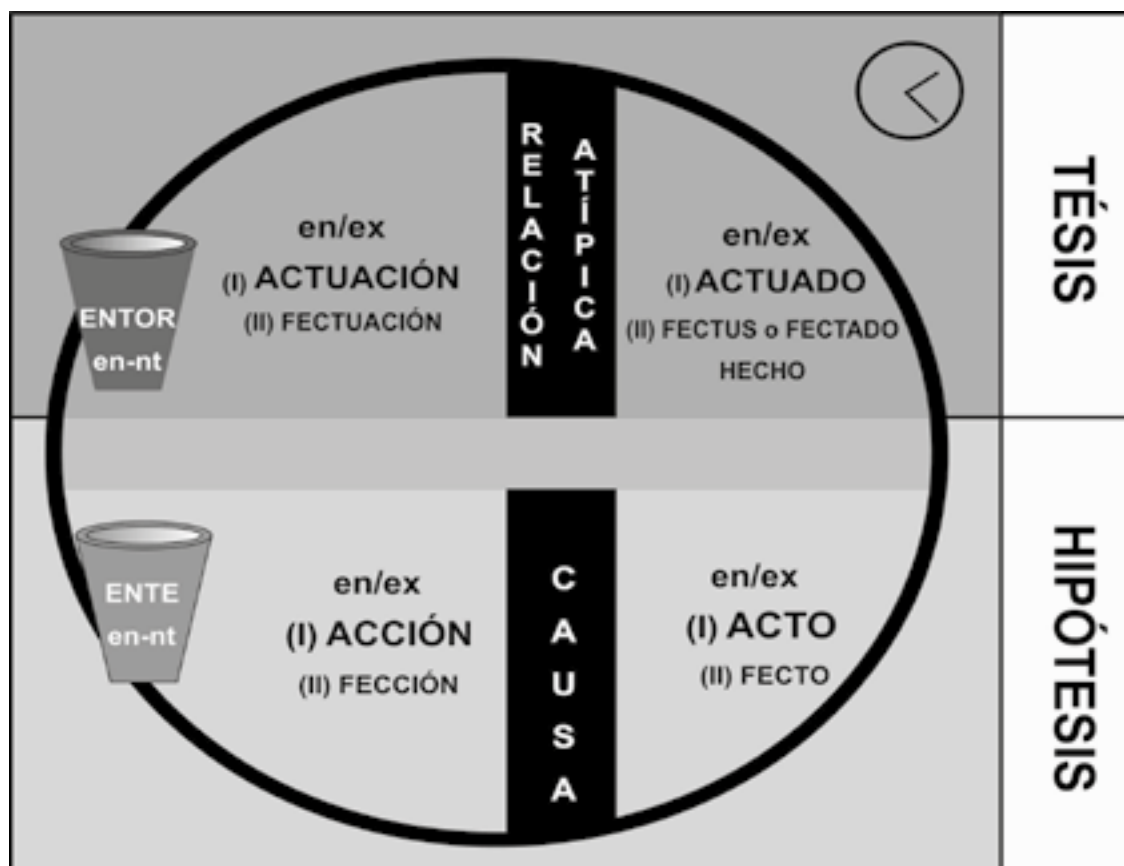 RELACIÓN
ATÍPICA
TÉSIS
en/ex
(I) ACTUACIÓN
(II) FECTUACIÓN
en/ex
(I) ACTUADO
(II) FECTUS o FECTADO
HECHO
ENTOR
en-nt
ENTE
en-nt
en/ex
(I) ACCIÓN
(II) FECCIÓN
CAUSA
en/ex
(I) ACTO
(II) FECTO
HIPÓTESIS